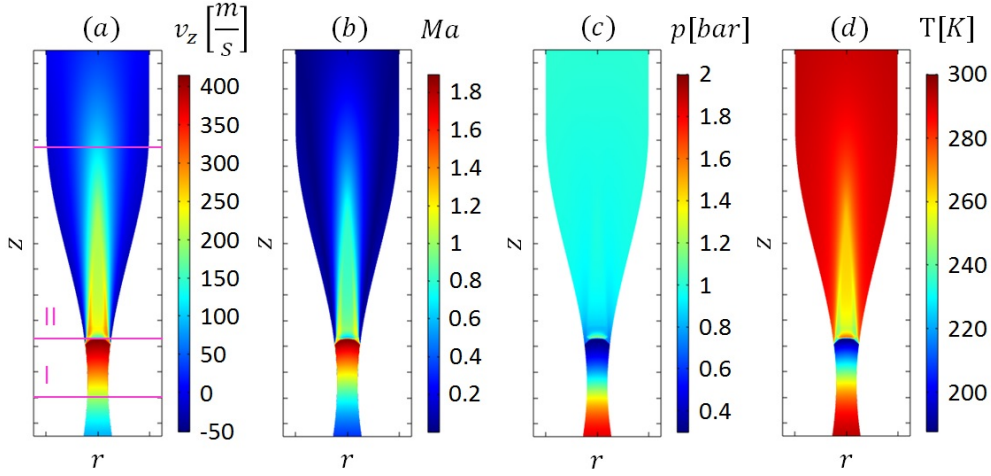 (a) v_z [m/s]
400
350
300
250
200
150
100
50
0
-50
z
r
II
I
(b) Ma
1.8
1.6
1.4
1.2
1
0.8
0.6
0.4
0.2
z
r
(c) p[bar]
2
1.8
1.6
1.4
1.2
1
0.8
0.6
0.4
z
r
(d) T[K]
300
280
260
240
220
200
z
r